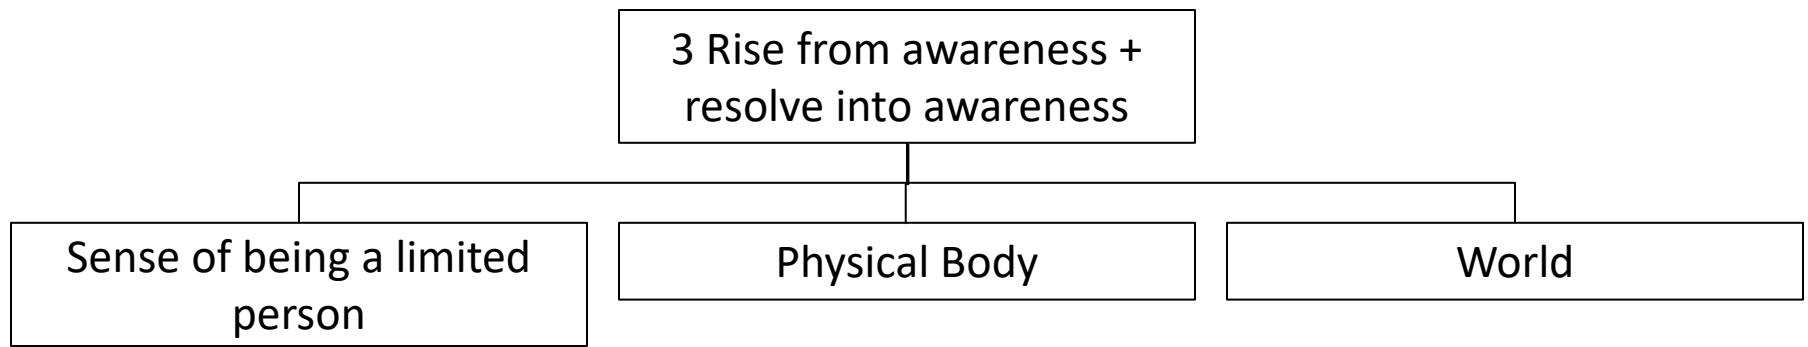 3 Rise from awareness +
resolve into awareness
Sense of being a limited
person
Physical Body
World